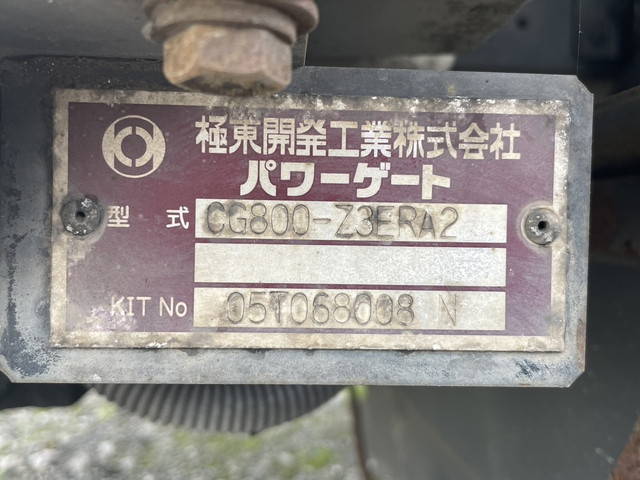 極東開発工業株式会社
パワーゲート
型式 CG800-Z3ERA2
KIT No 05T068008 N